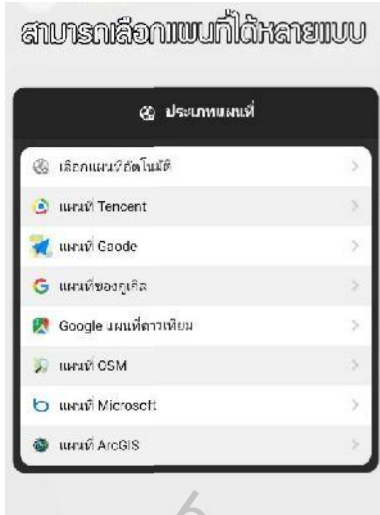 สามารถเลือกแผนที่ได้หลายแบบ
ประเภทแผนที่
เลือกแผนที่อัตโนมัติ
แผนที่ Tencent
แผนที่ Gaode
แผนที่ของกูเกิล
Google แผนที่ดาวเทียม
แผนที่ OSM
แผนที่ Microsoft
แผนที่ ArcGIS
6